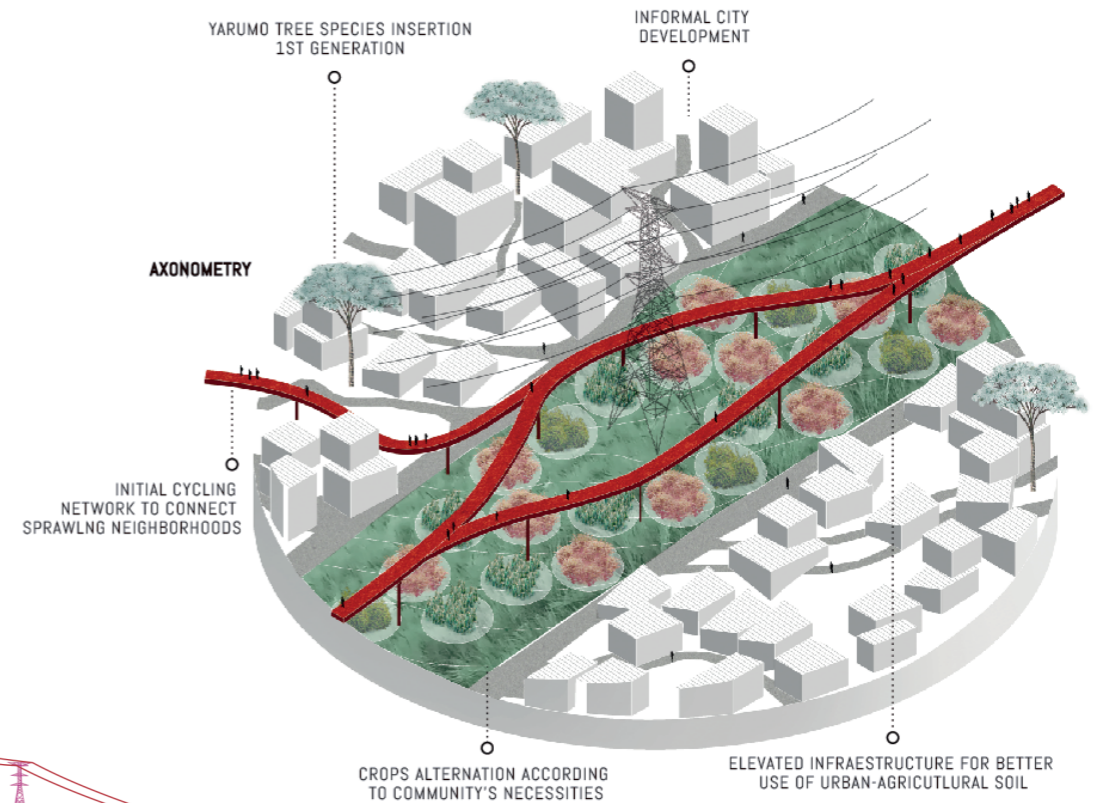 YARUMO TREE SPECIES INSERTION
1ST GENERATION
INFORMAL CITY
DEVELOPMENT
AXONOMETRY
INITIAL CYCLING
NETWORK TO CONNECT
SPRAWLNG NEIGHBORHOODS
CROPS ALTERNATION ACCORDING
TO COMMUNITY'S NECESSITIES
ELEVATED INFRAESTRUCTURE FOR BETTER
USE OF URBAN-AGRICUTLURAL SOIL